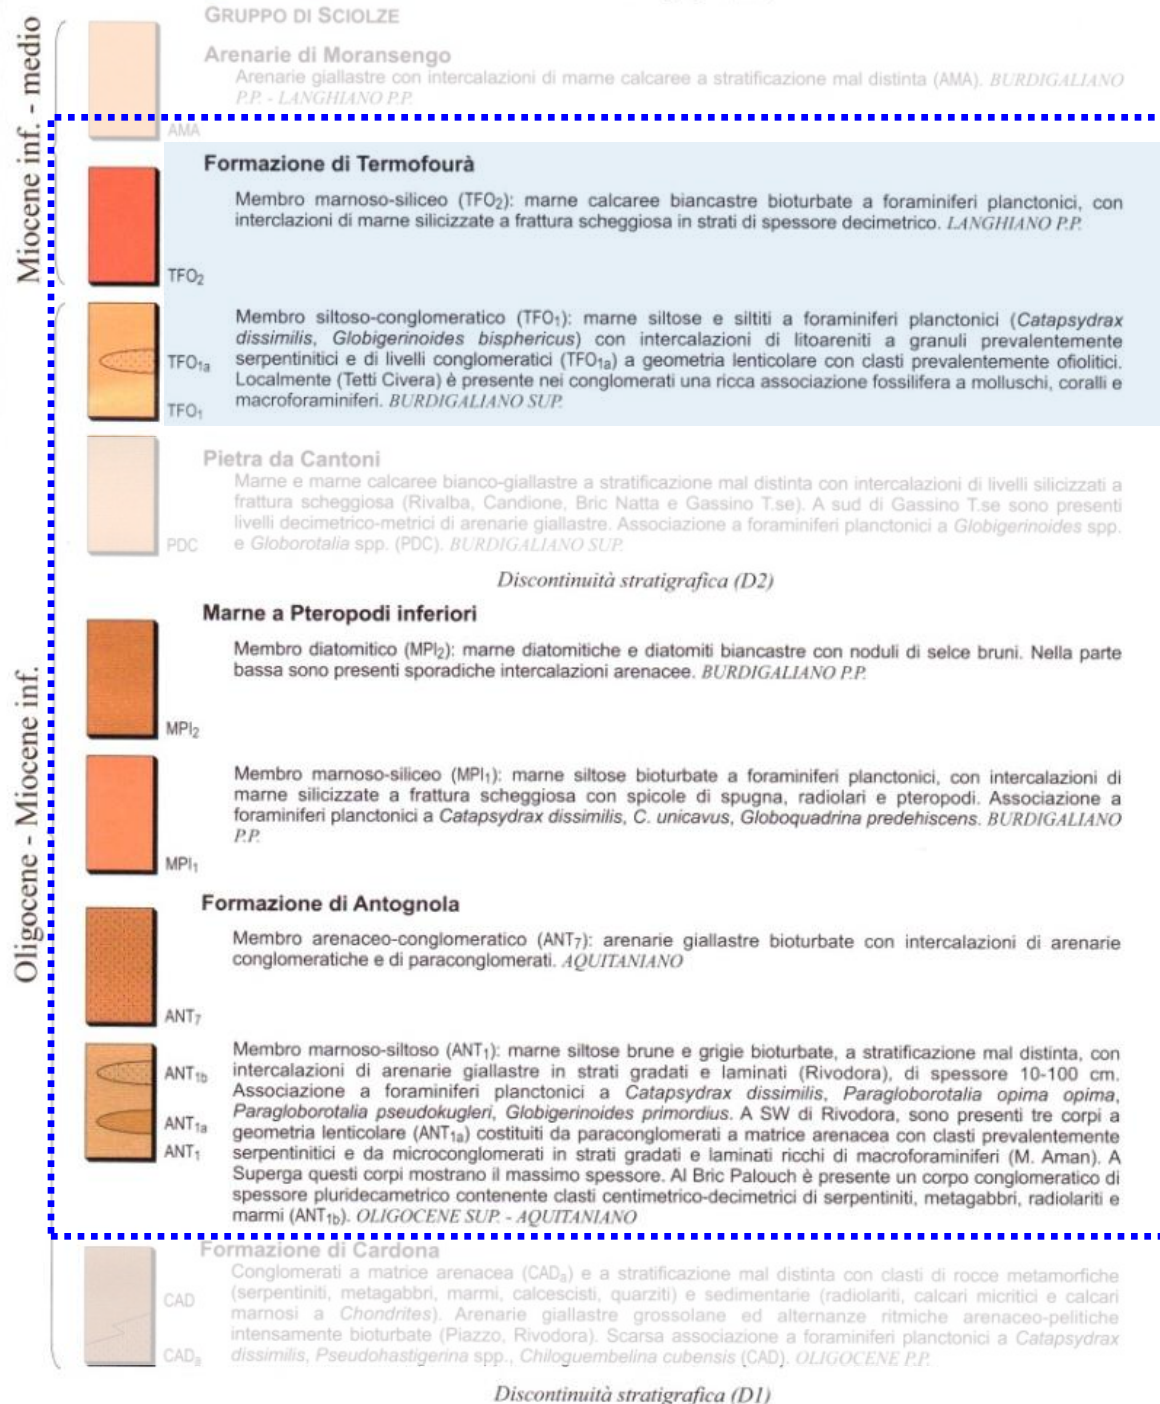 GRUPPO DI SCIOLZE
Arenarie di Moransengo
Arenarie giallastre con intercalazioni di marne calcaree a stratificazione mal distinta (AMA). BURDIGALIANO
P.P. - LANGHIANO P.P.
AMA
Miocene inf. - medio
Formazione di Termofourà
Membro marnoso-siliceo (TFO2): marne calcaree biancastre bioturbate a foraminiferi planctonici, con
interclazioni di marne silicizzate a frattura scheggiosa in strati di spessore decimetrico. LANGHIANO P.P.
TFO2
Membro siltoso-conglomeratico (TFO1): marne siltose e siltiti a foraminiferi planctonici (Catapsydrax
dissimilis, Globigerinoides bisphericus) con intercalazioni di litoareniti a granuli prevalentemente
serpentinitici e di livelli conglomeratici (TFO1a) a geometria lenticolare con clasti prevalentemente ofiolitici.
Localmente (Tetti Civera) è presente nei conglomerati una ricca associazione fossilifera a molluschi, coralli e
macroforaminiferi. BURDIGALIANO SUP.
TFO1a
TFO1
Pietra da Cantoni
Marne e marne calcaree bianco-giallastre a stratificazione mal distinta con intercalazioni di livelli silicizzati a
frattura scheggiosa (Rivalba, Candione, Bric Natta e Gassino T.se). A sud di Gassino T.se sono presenti
livelli decimetrico-metrici di arenarie giallastre. Associazione a foraminiferi planctonici a Globigerinoides spp.
e Globorotalia spp. (PDC). BURDIGALIANO SUP.
PDC
Discontinuità stratigrafica (D2)
Oligocene - Miocene inf.
Marne a Pteropodi inferiori
Membro diatomitico (MPI2): marne diatomitiche e diatomiti biancastre con noduli di selce bruni. Nella parte
bassa sono presenti sporadiche intercalazioni arenacee. BURDIGALIANO P.P.
MPI2
Membro marnoso-siliceo (MPI1): marne siltose bioturbate a foraminiferi planctonici, con intercalazioni di
marne silicizzate a frattura scheggiosa con spicole di spugna, radiolari e pteropodi. Associazione a
foraminiferi planctonici a Catapsydrax dissimilis, C. unicavus, Globoquadrina predehiscens. BURDIGALIANO
P.P.
MPI1
Formazione di Antognola
Membro arenaceo-conglomeratico (ANT7): arenarie giallastre bioturbate con intercalazioni di arenarie
conglomeratiche e di paraconglomerati. AQUITANIANO
ANT7
Membro marnoso-siltoso (ANT1): marne siltose brune e grigie bioturbate, a stratificazione mal distinta, con
intercalazioni di arenarie giallastre in strati gradati e laminati (Rivodora), di spessore 10-100 cm.
Associazione a foraminiferi planctonici a Catapsydrax dissimilis, Paragloborotalia opima opima,
Paragloborotalia pseudokugleri, Globigerinoides primordius. A SW di Rivodora, sono presenti tre corpi a
geometria lenticolare (ANT1a) costituiti da paraconglomerati a matrice arenacea con clasti prevalentemente
serpentinitici e da microconglomerati in strati gradati e laminati ricchi di macroforaminiferi (M. Aman). A
Superga questi corpi mostrano il massimo spessore. Al Bric Palouch è presente un corpo conglomeratico di
spessore pluridecametrico contenente clasti centimetrico-decimetrici di serpentiniti, metagabbri, radiolariti e
marmi (ANT1b). OLIGOCENE SUP. - AQUITANIANO
ANT1b
ANT1a
ANT1
Formazione di Cardona
Conglomerati a matrice arenacea (CADa) e a stratificazione mal distinta con clasti di rocce metamorfiche
(serpentiniti, metagabbri, marmi, calcescisti, quarziti) e sedimentarie (radiolariti, calcari micritici e calcari
marnosi a Chondrites). Arenarie giallastre grossolane ed alternanze ritmiche arenaceo-pelitiche
intensamente bioturbate (Piazzo, Rivodora). Scarsa associazione a foraminiferi planctonici a Catapsydrax
dissimilis, Pseudohastigerina spp., Chiloguembelina cubensis (CAD). OLIGOCENE P.P.
CAD
CADa
Discontinuità stratigrafica (D1)